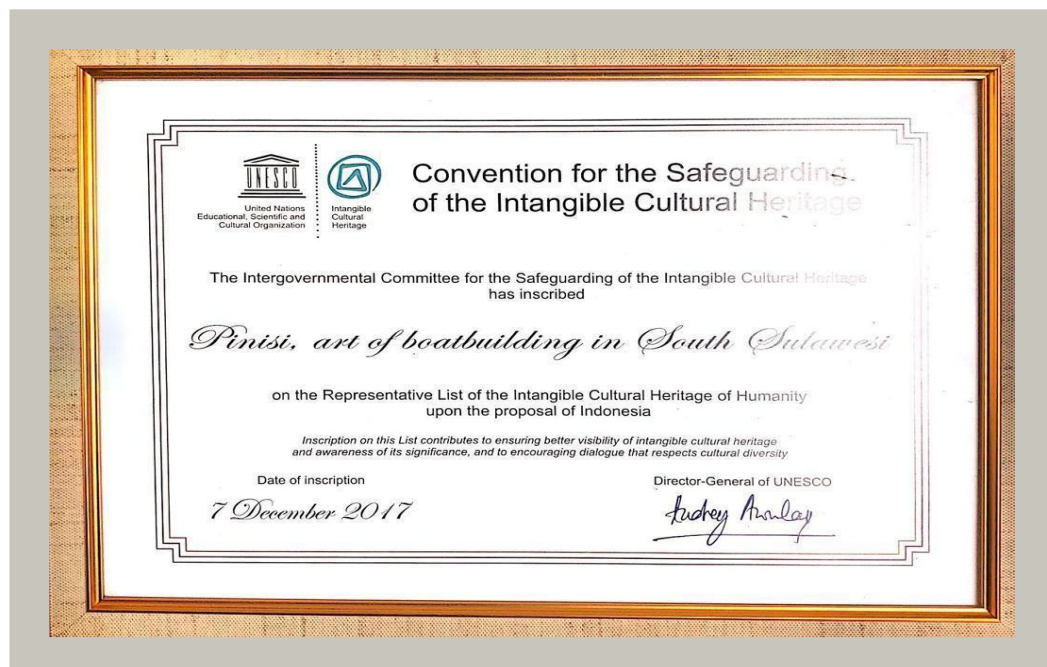 UNESCO
United Nations
Educational, Scientific and
Cultural Organization
Intangible
Cultural
Heritage
Convention for the Safeguarding
of the Intangible Cultural Heritage
The Intergovernmental Committee for the Safeguarding of the Intangible Cultural Heritage
has inscribed
Pinisi, art of boatbuilding in South Sulawesi
on the Representative List of the Intangible Cultural Heritage of Humanity
upon the proposal of Indonesia
Inscription on this List contributes to ensuring better visibility of intangible cultural heritage
and awareness of its significance, and to encouraging dialogue that respects cultural diversity
Date of inscription
7 December 2017
Director-General of UNESCO
Audrey Azoulay